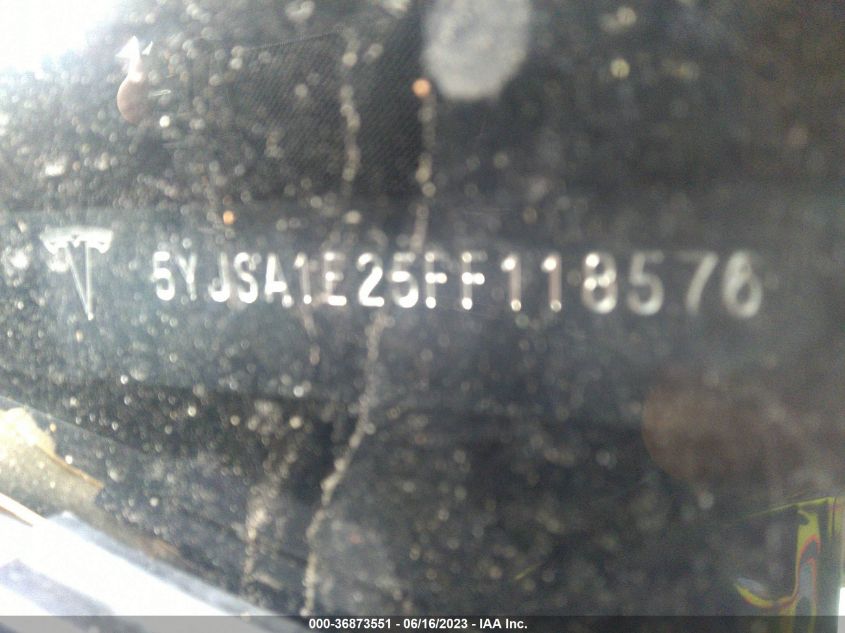 5YJSA1E25FF118576
000-36873551 - 06/16/2023 - IAA Inc.